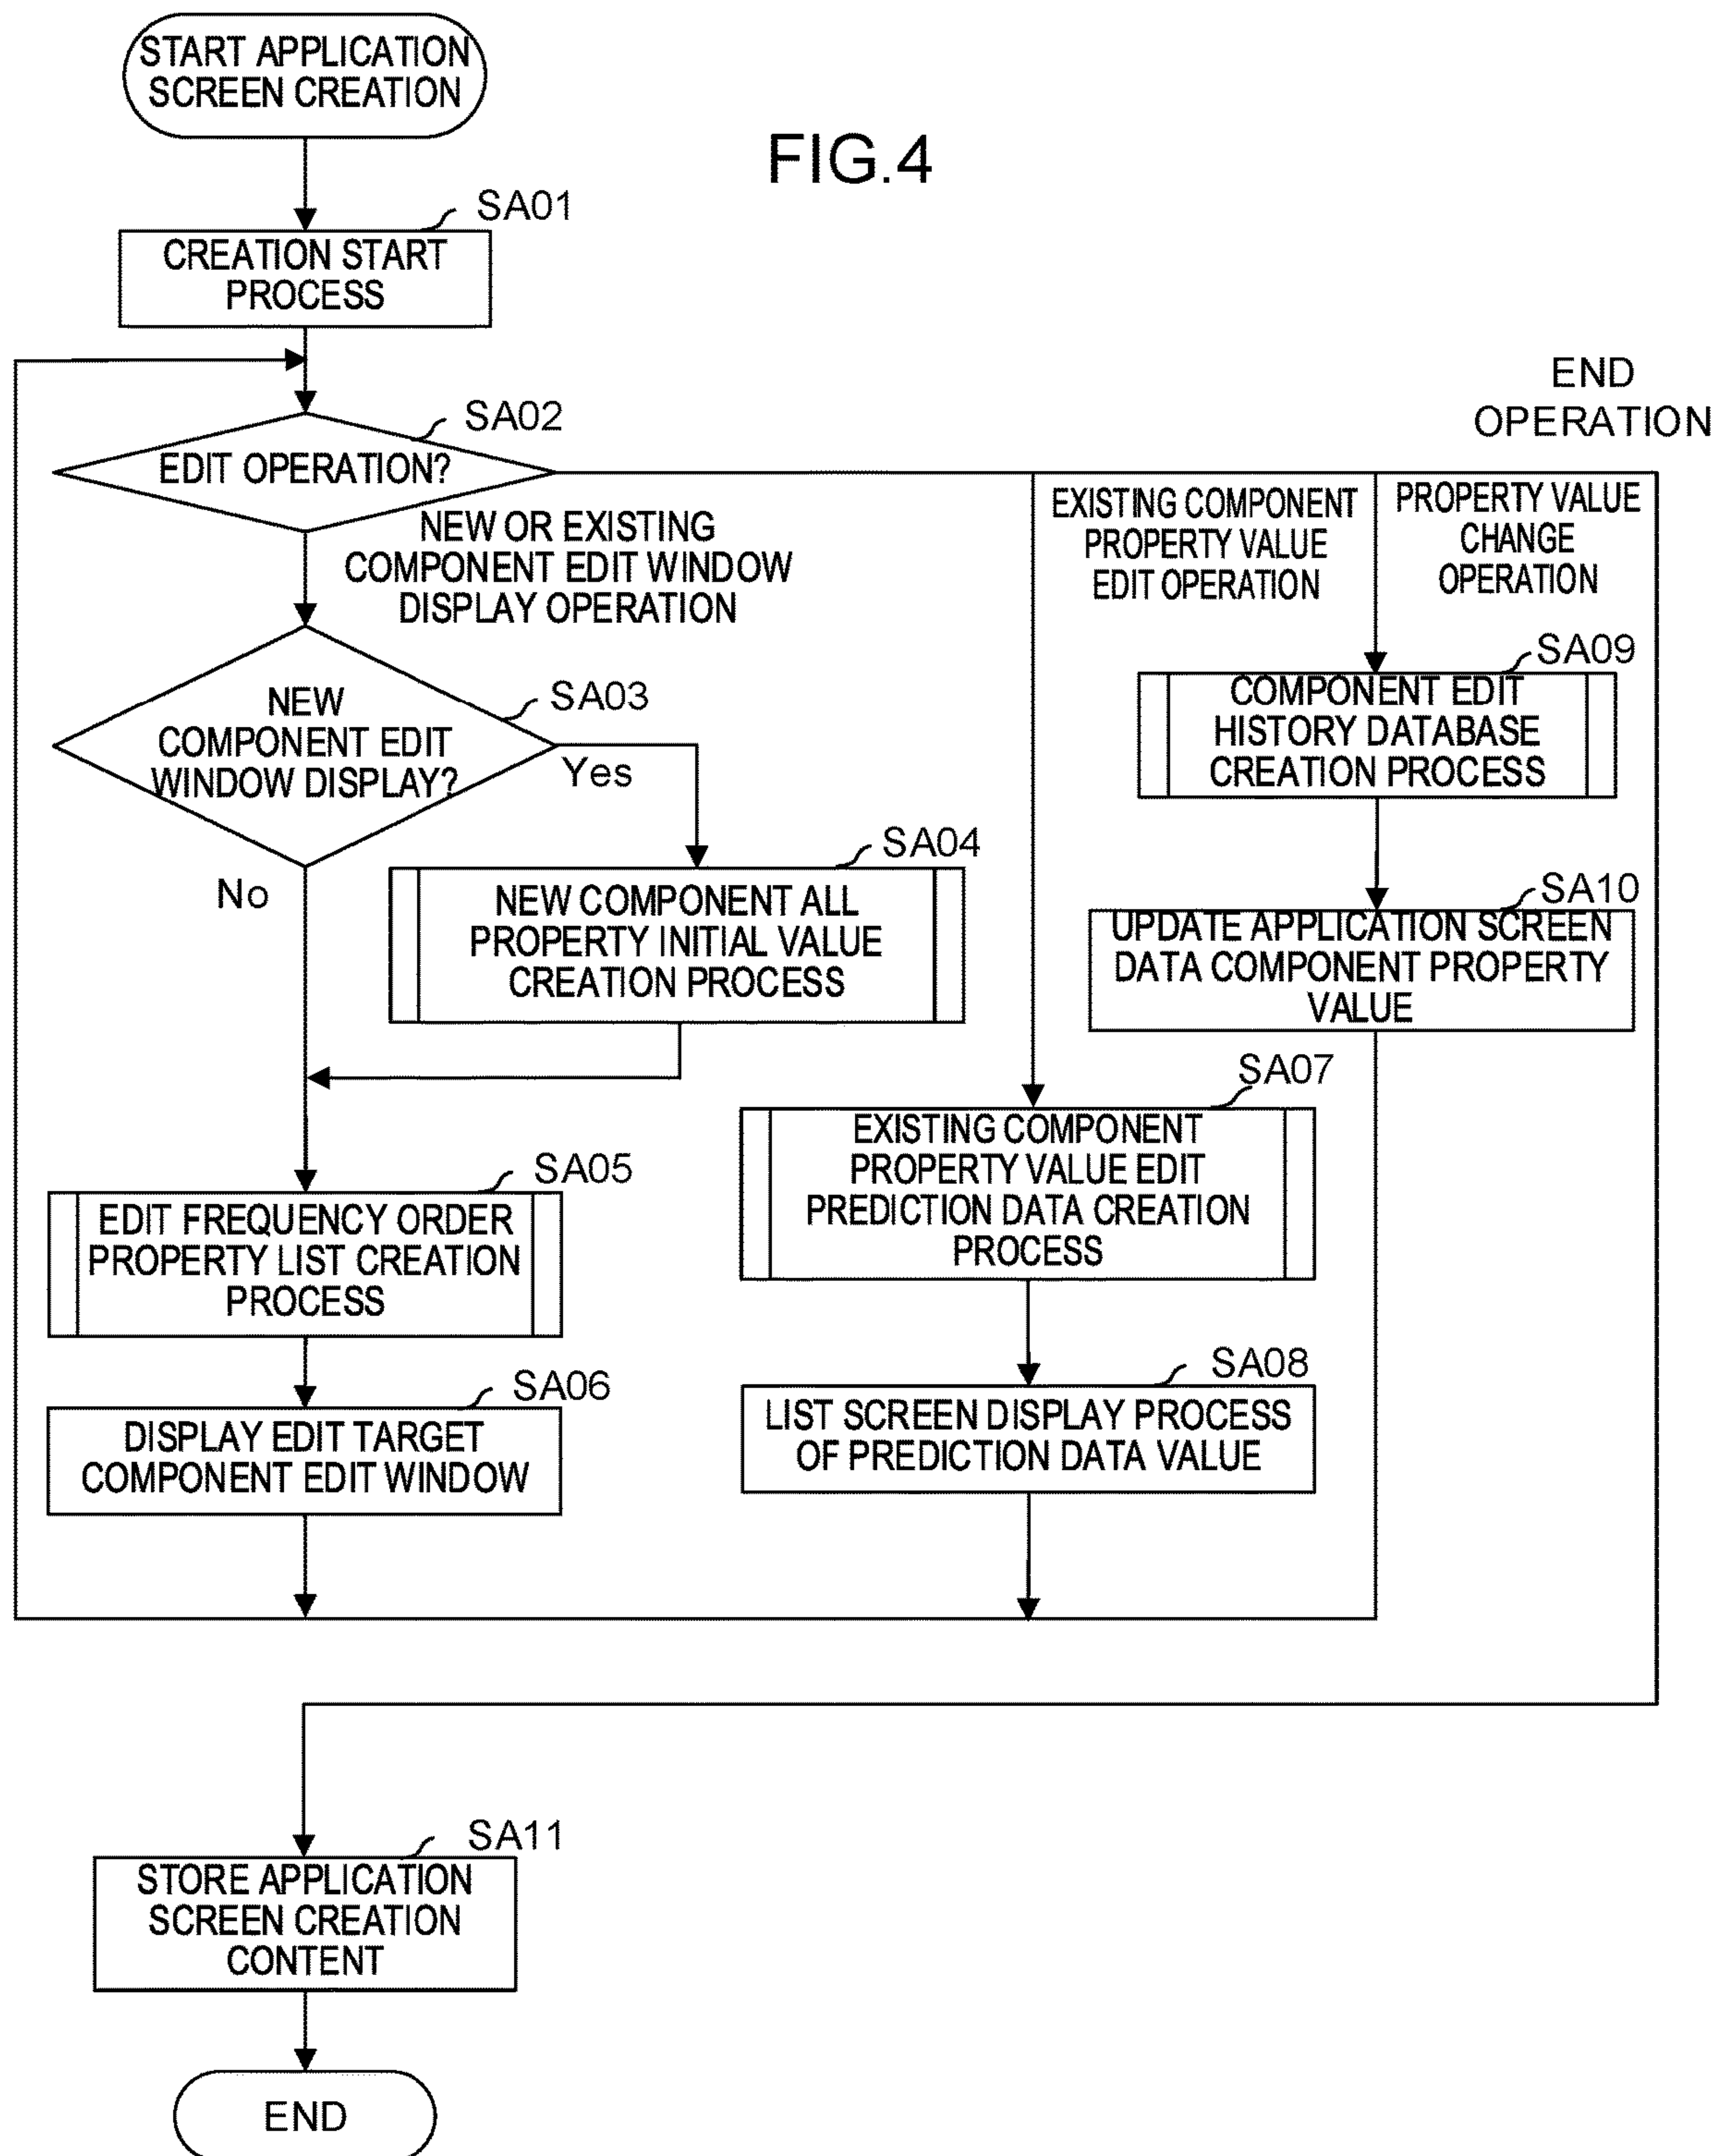 START APPLICATION
SCREEN CREATION
FIG.4
SA01
CREATION START
PROCESS
SA02
EDIT OPERATION?
END
OPERATION
NEW OR EXISTING
COMPONENT EDIT WINDOW
DISPLAY OPERATION
EXISTING COMPONENT
PROPERTY VALUE
EDIT OPERATION
PROPERTY VALUE
CHANGE
OPERATION
SA03
NEW
COMPONENT EDIT
WINDOW DISPLAY?
Yes
No
SA04
NEW COMPONENT ALL
PROPERTY INITIAL VALUE
CREATION PROCESS
SA09
COMPONENT EDIT
HISTORY DATABASE
CREATION PROCESS
SA10
UPDATE APPLICATION SCREEN
DATA COMPONENT PROPERTY
VALUE
SA05
EDIT FREQUENCY ORDER
PROPERTY LIST CREATION
PROCESS
SA06
DISPLAY EDIT TARGET
COMPONENT EDIT WINDOW
SA07
EXISTING COMPONENT
PROPERTY VALUE EDIT
PREDICTION DATA CREATION
PROCESS
SA08
LIST SCREEN DISPLAY PROCESS
OF PREDICTION DATA VALUE
SA11
STORE APPLICATION
SCREEN CREATION
CONTENT
END